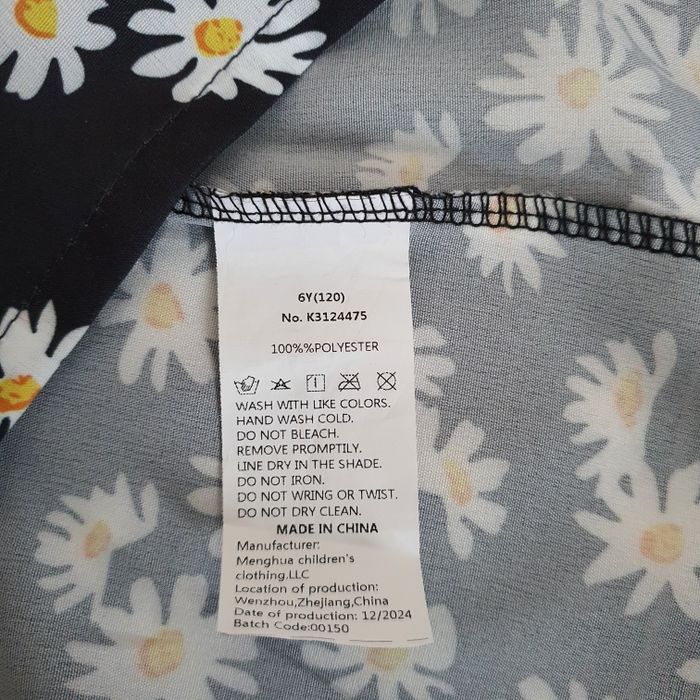 6Y(120)
No. K3124475
100%%POLYESTER
WASH WITH LIKE COLORS.
HAND WASH COLD.
DO NOT BLEACH.
REMOVE PROMPTLY.
LINE DRY IN THE SHADE.
DO NOT IRON.
DO NOT WRING OR TWIST.
DO NOT DRY CLEAN.
MADE IN CHINA
Manufacturer:
Menghua children's
clothing,LLC
Location of production:
Wenzhou,Zhejiang,China
Date of production: 12/2024
Batch Code:00150